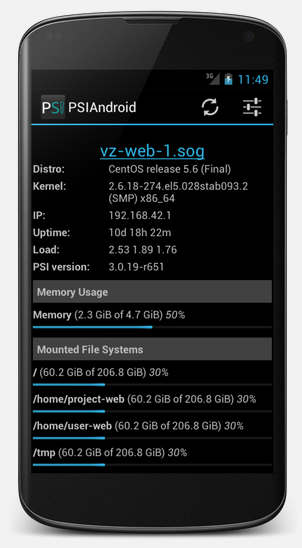 3G 11:49
PSI PSIAndroid
vz-web-1.sog
Distro: CentOS release 5.6 (Final)
Kernel: 2.6.18-274.el5.028stab093.2
(SMP) x86_64
IP: 192.168.42.1
Uptime: 10d 18h 22m
Load: 2.53 1.89 1.76
PSI version: 3.0.19-r651
Memory Usage
Memory (2.3 GiB of 4.7 GiB) 50%
Mounted File Systems
/ (60.2 GiB of 206.8 GiB) 30%
/home/project-web (60.2 GiB of 206.8 GiB) 30%
/home/user-web (60.2 GiB of 206.8 GiB) 30%
/tmp (60.2 GiB of 206.8 GiB) 30%